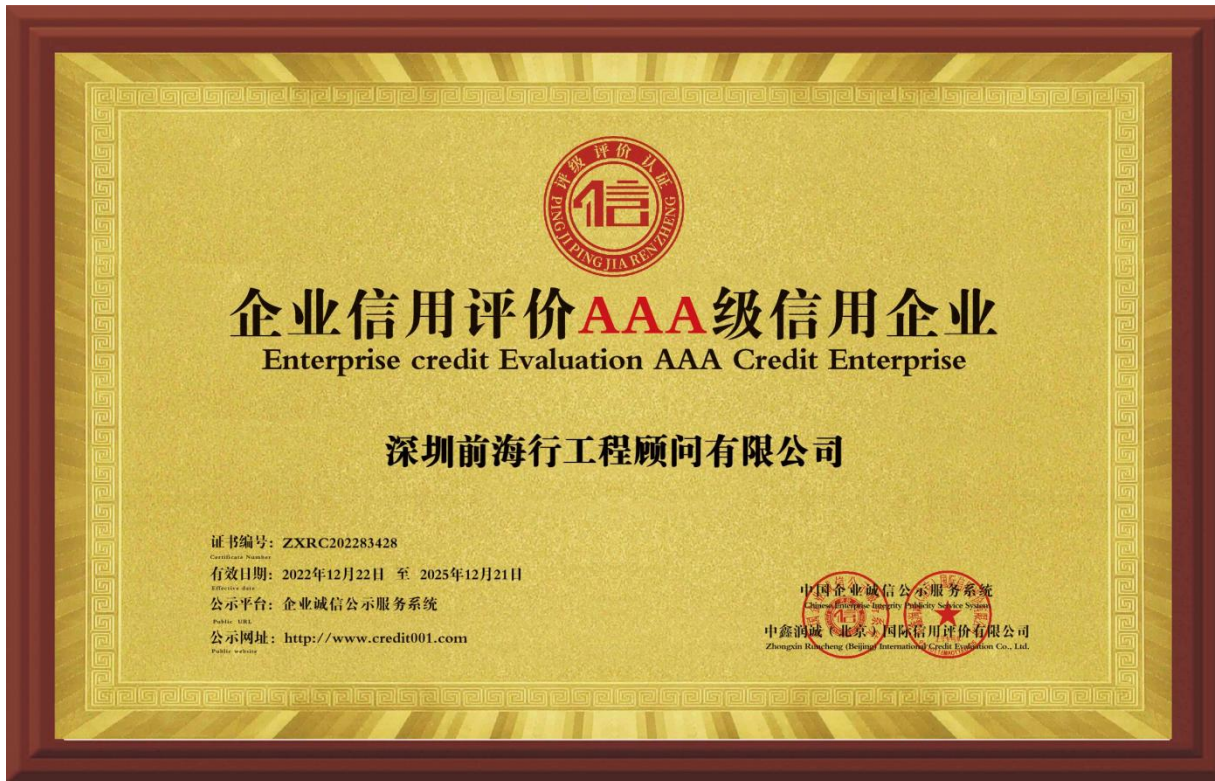 评级评价认证
信
PING JI PING JIA REN ZHENG
企业信用评价AAA级信用企业
Enterprise credit Evaluation AAA Credit Enterprise
深圳前海行工程顾问有限公司
证书编号：ZXRC202283428
Certificate Number
有效日期：2022年12月22日 至 2025年12月21日
Effective date
公示平台：企业诚信公示服务系统
Public URL
公示网址：http://www.credit001.com
Public website
中国企业诚信公示服务系统
Chinese Enterprise Integrity Publicity Service System
中鑫润诚（北京）国际信用评价有限公司
Zhongxin Runcheng (Beijing) International Credit Evaluation Co., Ltd.